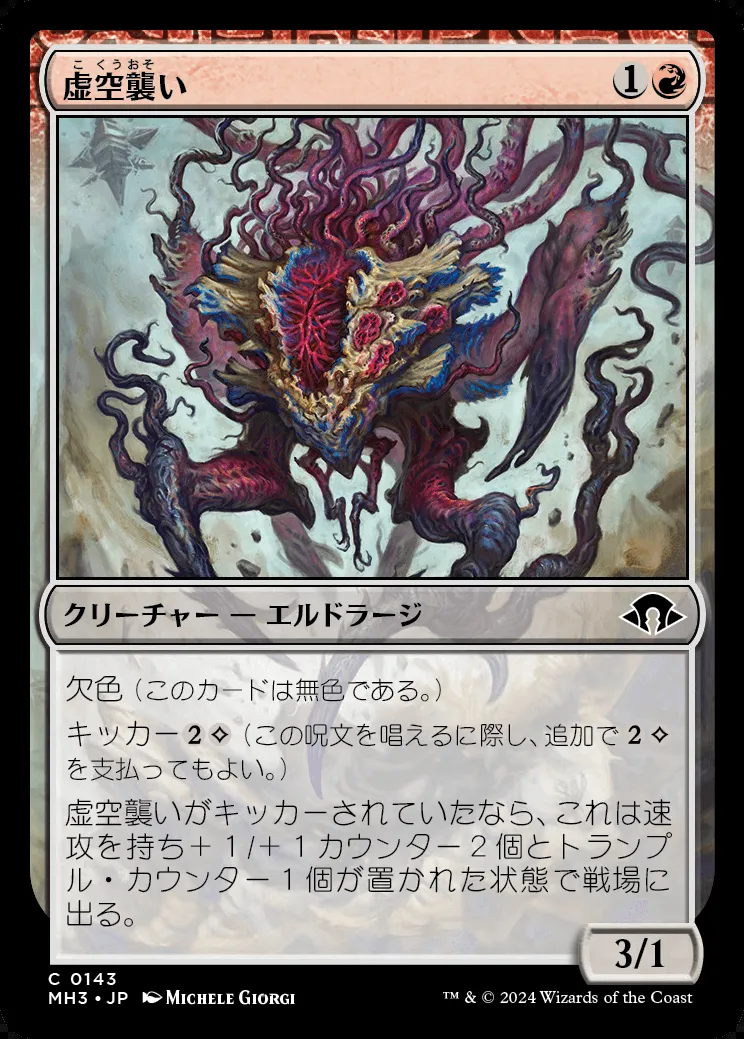 こくうおそ
虚空襲い 1
クリーチャー — エルドラージ
欠色（このカードは無色である。）
キッカー2（この呪文を唱えるに際し、追加で 2
を支払ってもよい。）
虚空襲いがキッカーされていたなら、これは速
攻を持ち＋１/＋１カウンター２個とトランプ
ル・カウンター１個が置かれた状態で戦場に
出る。
3/1
C 0143
MH3 • JP MICHELE GIORGI
™ & © 2024 Wizards of the Coast